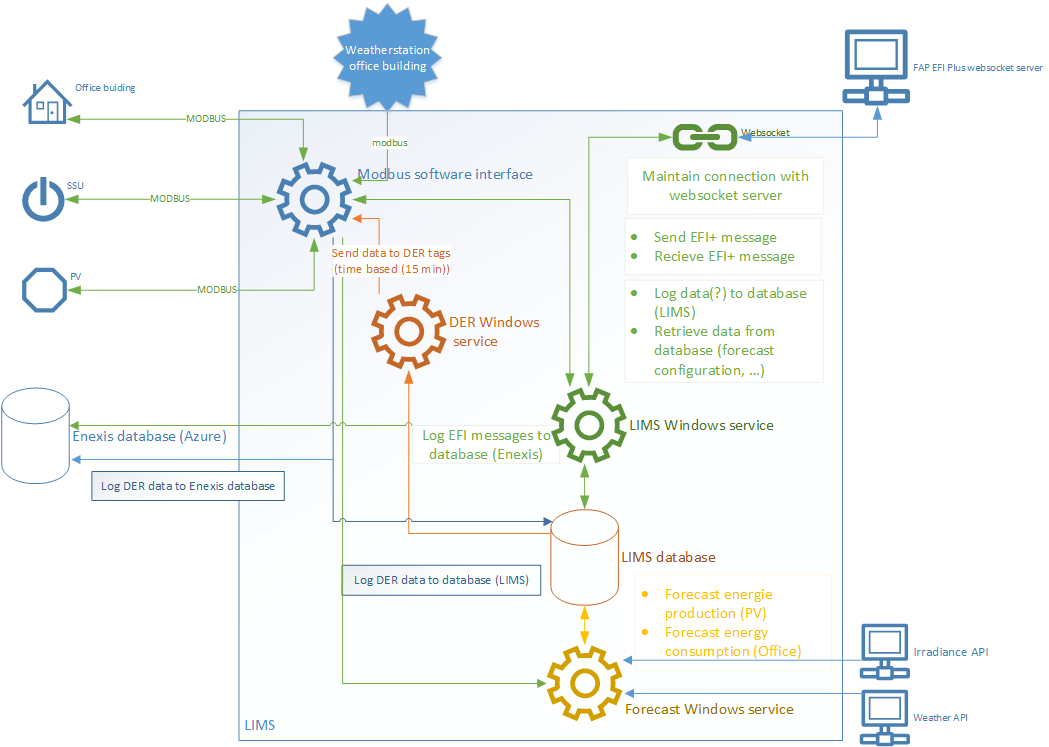 Weatherstation
office building
FAP EFI Plus websocket server
Office buiding
MODBUS
modbus
Websocket
Modbus software interface
Maintain connection with
websocket server
SSU
MODBUS
Send EFI+ message
Recieve EFI+ message
Send data to DER tags
(time based (15 min))
PV
MODBUS
Log data(?) to database
(LIMS)
Retrieve data from
database (forecast
configuration, ...)
DER Windows
service
Enexis database (Azure)
Log EFI messages to
database (Enexis)
LIMS Windows service
Log DER data to Enexis database
LIMS database
Log DER data to database (LIMS)
Forecast energie
production (PV)
Forecast energy
consumption (Office)
Irradiance API
Forecast Windows service
Weather API
LIMS